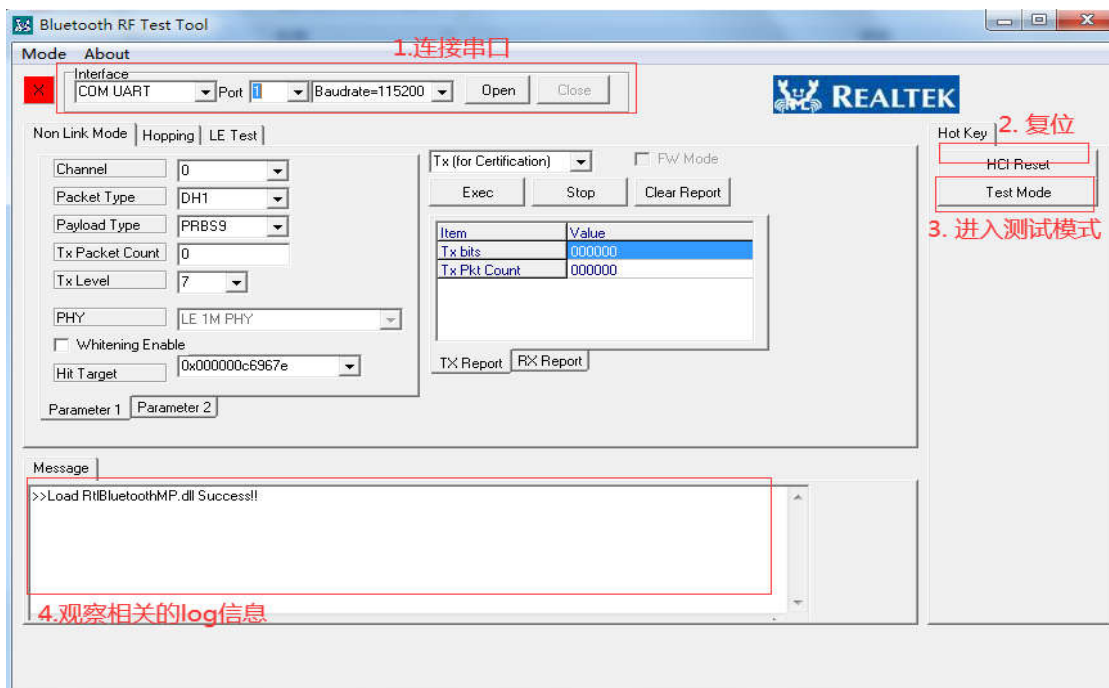 Bluetooth RF Test Tool
Mode About
1.连接串口
Interface
COM UART Port 1 Baudrate=115200 Open Close
X
REALTEK
Non Link Mode Hopping LE Test
Channel 0
Packet Type DH1
Payload Type PRBS9
Tx Packet Count 0
Tx Level 7
PHY LE 1M PHY
Whitening Enable
Hit Target 0x000000c6967e
Parameter 1 Parameter 2
Tx (for Certification) FW Mode
Exec Stop Clear Report
Item Value
Tx bits 000000
Tx Pkt Count 000000
TX Report RX Report
Hot Key
2. 复位
HCI Reset
Test Mode
3. 进入测试模式
Message
>>Load RtlBluetoothMP.dll Success!!
4.观察相关的log信息